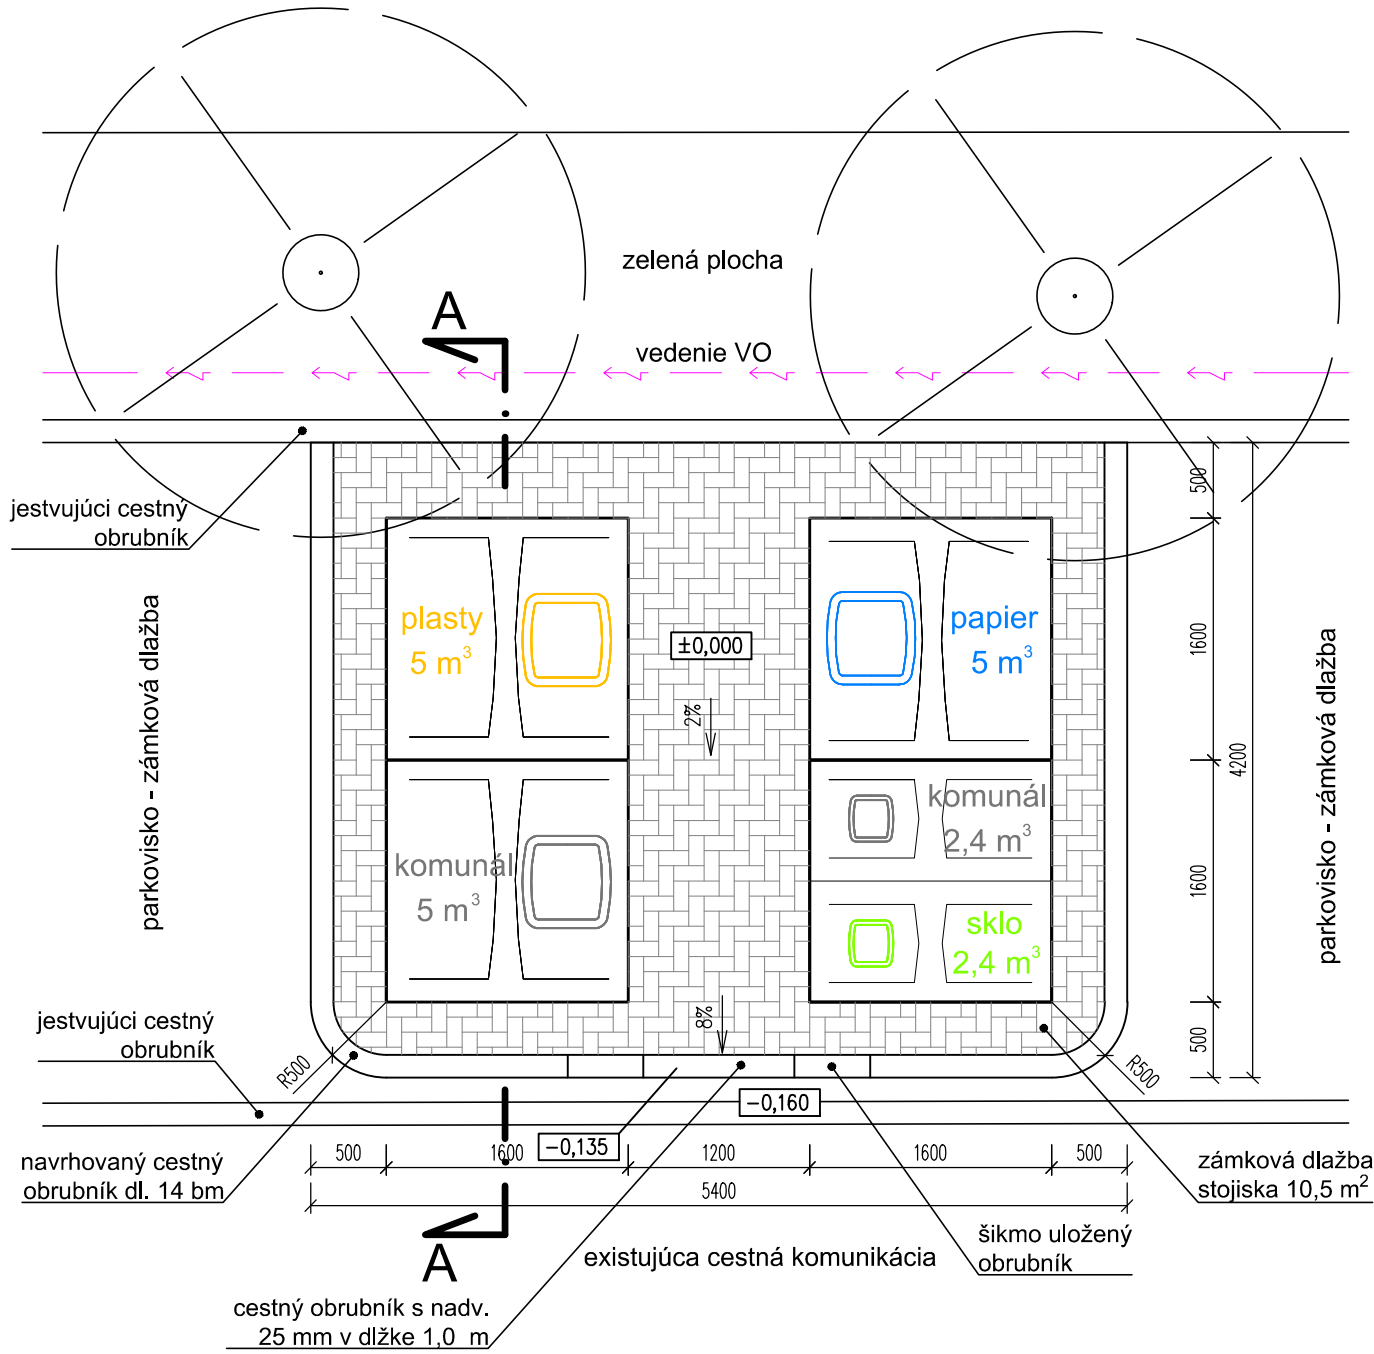 zelená plocha
A
vedenie VO
jestvujúci cestný
obrubník
500
plasty
5 m³
papier
5 m³
±0,000
1600
2%
parkovisko - zámková dlažba
parkovisko - zámková dlažba
4200
komunál
5 m³
komunál
2,4 m³
1600
sklo
2,4 m³
8%
jestvujúci cestný
obrubník
R500
R500
500
-0,160
-0,135
500
1600
1200
1600
500
5400
navrhovaný cestný
obrubník dl. 14 bm
zámková dlažba
stojiska 10,5 m²
A
existujúca cestná komunikácia
šikmo uložený
obrubník
cestný obrubník s nadv.
25 mm v dlžke 1,0 m